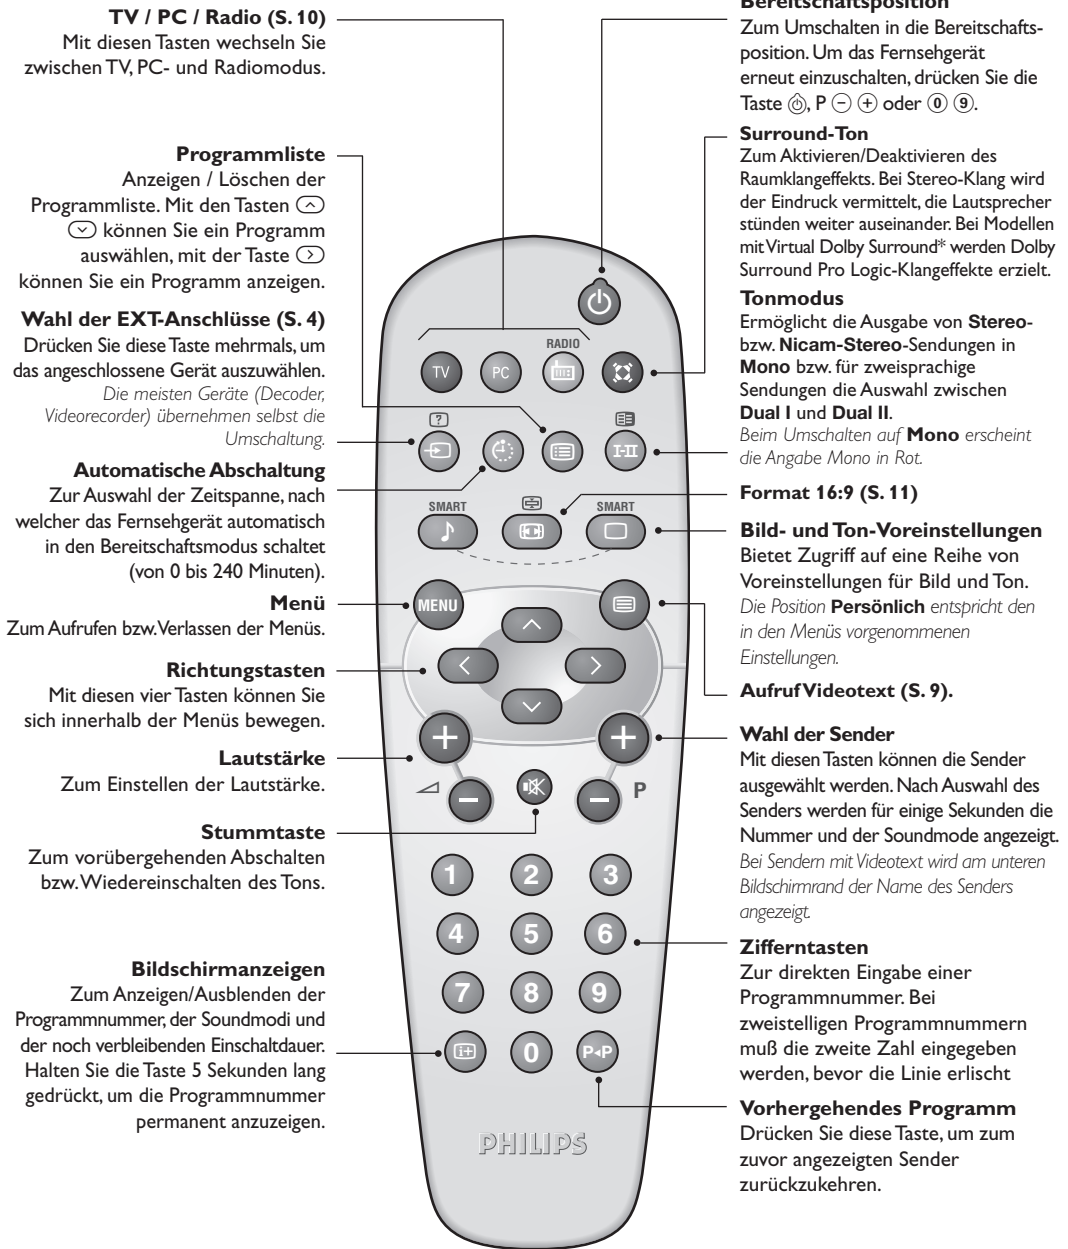 TV / PC / Radio (S. 10)
Mit diesen Tasten wechseln Sie
zwischen TV, PC- und Radiomodus.
Programmliste
Anzeigen / Löschen der
Programmliste. Mit den Tasten
können Sie ein Programm
auswählen, mit der Taste
können Sie ein Programm anzeigen.
Wahl der EXT-Anschlüsse (S. 4)
Drücken Sie diese Taste mehrmals, um
das angeschlossene Gerät auszuwählen.
Die meisten Geräte (Decoder,
Videorecorder) übernehmen selbst die
Umschaltung.
Automatische Abschaltung
Zur Auswahl der Zeitspanne, nach
welcher das Fernsehgerät automatisch
in den Bereitschaftsmodus schaltet
(von 0 bis 240 Minuten).
Menü
Zum Aufrufen bzw. Verlassen der Menüs.
Richtungstasten
Mit diesen vier Tasten können Sie
sich innerhalb der Menüs bewegen.
Lautstärke
Zum Einstellen der Lautstärke.
Stummtaste
Zum vorübergehenden Abschalten
bzw. Wiedereinschalten des Tons.
Bildschirmanzeigen
Zum Anzeigen/Ausblenden der
Programmnummer, der Soundmodi und
der noch verbleibenden Einschaltdauer.
Halten Sie die Taste 5 Sekunden lang
gedrückt, um die Programmnummer
permanent anzuzeigen.
RADIO
TV PC
?
I-II
SMART SMART
MENU
P
1 2 3
4 5 6
7 8 9
i+ 0 P◂P
PHILIPS
Bereitschaftsposition
Zum Umschalten in die Bereitschafts-
position. Um das Fernsehgerät
erneut einzuschalten, drücken Sie die
Taste , P - + oder 0 9.
Surround-Ton
Zum Aktivieren/Deaktivieren des
Raumklangeffekts. Bei Stereo-Klang wird
der Eindruck vermittelt, die Lautsprecher
stünden weiter auseinander. Bei Modellen
mit Virtual Dolby Surround* werden Dolby
Surround Pro Logic-Klangeffekte erzielt.
Tonmodus
Ermöglicht die Ausgabe von Stereo-
bzw. Nicam-Stereo-Sendungen in
Mono bzw. für zweisprachige
Sendungen die Auswahl zwischen
Dual I und Dual II.
Beim Umschalten auf Mono erscheint
die Angabe Mono in Rot.
Format 16:9 (S. 11)
Bild- und Ton-Voreinstellungen
Bietet Zugriff auf eine Reihe von
Voreinstellungen für Bild und Ton.
Die Position Persönlich entspricht den
in den Menüs vorgenommenen
Einstellungen.
Aufruf Videotext (S. 9).
Wahl der Sender
Mit diesen Tasten können die Sender
ausgewählt werden. Nach Auswahl des
Senders werden für einige Sekunden die
Nummer und der Soundmode angezeigt.
Bei Sendern mit Videotext wird am unteren
Bildschirmrand der Name des Senders
angezeigt.
Zifferntasten
Zur direkten Eingabe einer
Programmnummer. Bei
zweistelligen Programmnummern
muß die zweite Zahl eingegeben
werden, bevor die Linie erlischt
Vorhergehendes Programm
Drücken Sie diese Taste, um zum
zuvor angezeigten Sender
zurückzukehren.